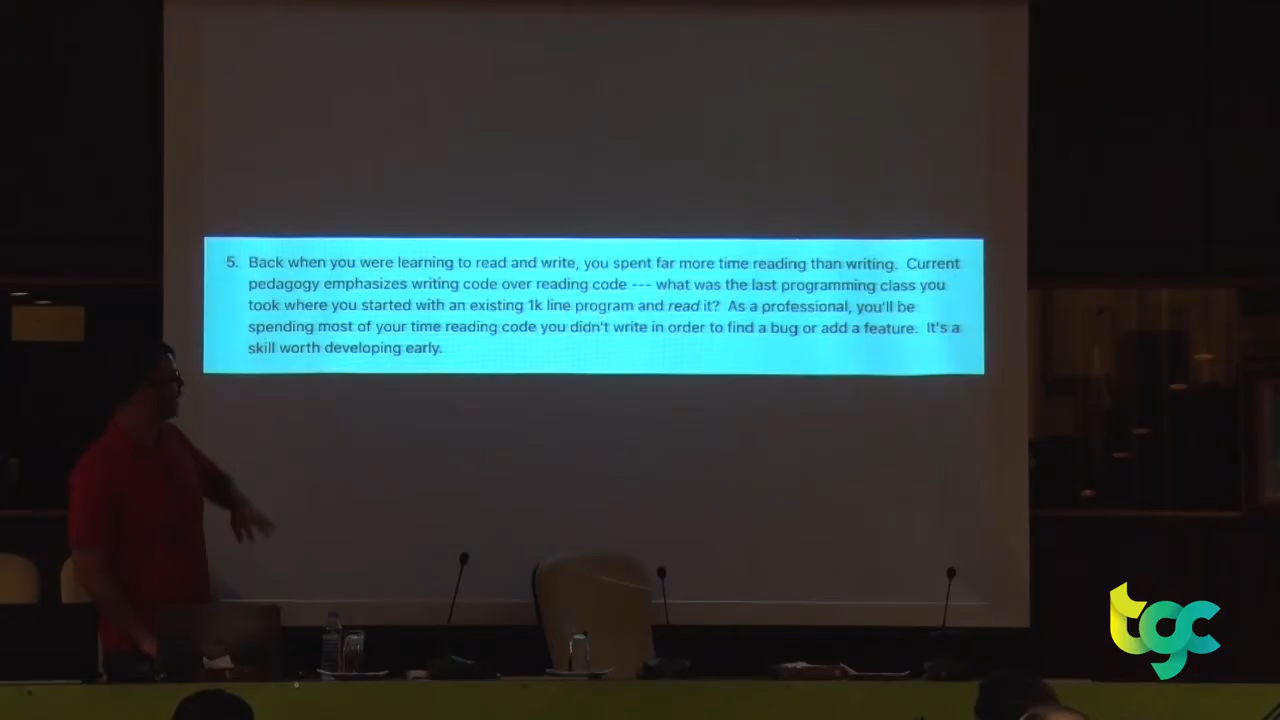 5. Back when you were learning to read and write, you spent far more time reading than writing. Current
pedagogy emphasizes writing code over reading code --- what was the last programming class you
took where you started with an existing 1k line program and read it? As a professional, you'll be
spending most of your time reading code you didn't write in order to find a bug or add a feature. It's a
skill worth developing early.
tgc